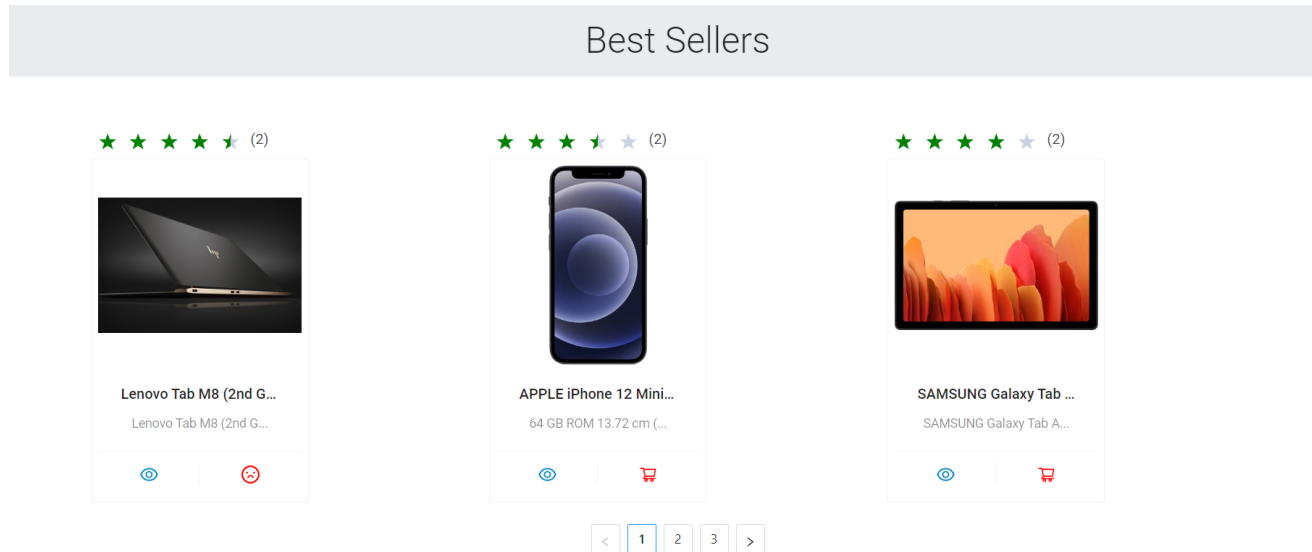 Best Sellers
(2)
(2)
(2)
Lenovo Tab M8 (2nd G...
APPLE iPhone 12 Mini...
SAMSUNG Galaxy Tab ...
Lenovo Tab M8 (2nd G...
64 GB ROM 13.72 cm (...
SAMSUNG Galaxy Tab A...
< 1 2 3 >